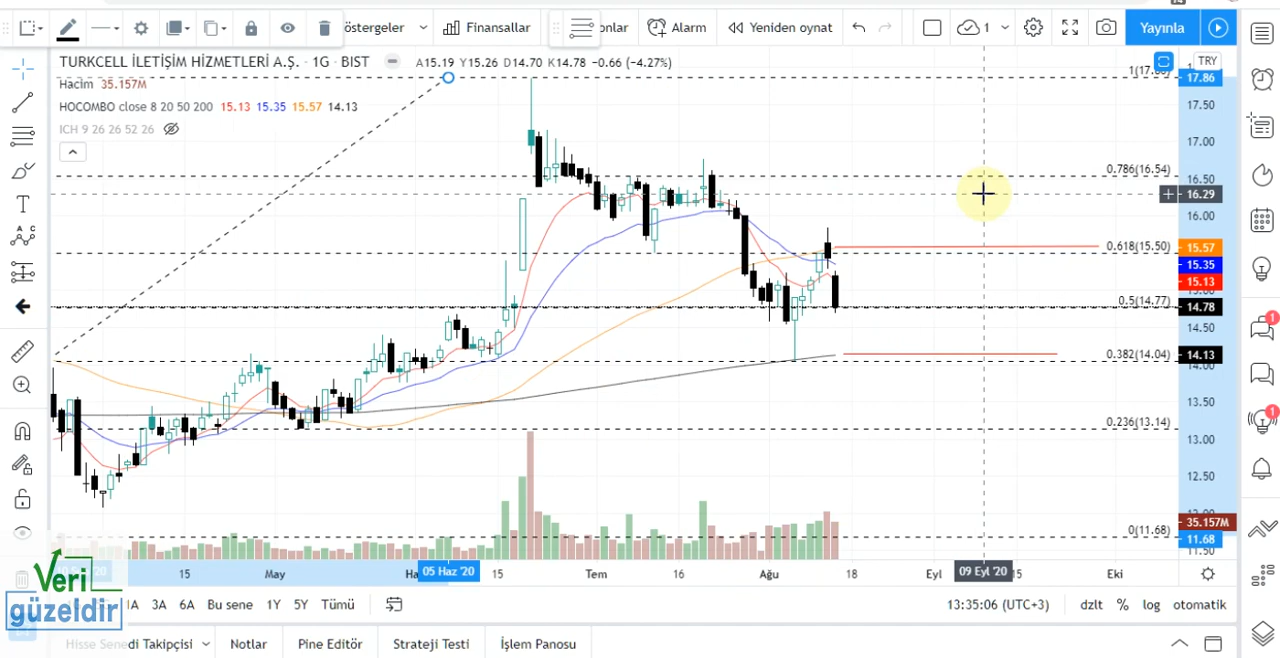 östergeler
Finansallar
onlar
Alarm
Yeniden oynat
1
Yayınla
TURKCELL İLETİŞİM HİZMETLERİ A.Ş. · 1G · BIST
A15.19 Y15.26 D14.70 K14.78 −0.66 (−4.27%)
TRY
Hacim 35.157M
HOCOMBO close 8 20 50 200 15.13 15.35 15.57 14.13
ICH 9 26 26 52 26
17.86
17.50
17.00
0.786(16.54)
16.50
16.29
16.00
0.618(15.50)
15.57
15.35
15.13
0.5(14.77)
14.78
14.50
0.382(14.04)
14.13
14.00
13.50
0.236(13.14)
13.00
12.50
35.157M
0(11.68)
11.68
11.50
15
May
05 Haz '20
15
Tem
16
Ağu
18
Eyl
09 Eyl '20
15
Eki
Veri
güzeldir
3A 6A Bu sene 1Y 5Y Tümü
13:35:06 (UTC+3)
dzlt % log otomatik
Hisse Senedi Takipçisi
Notlar
Pine Editör
Strateji Testi
İşlem Panosu
1
1